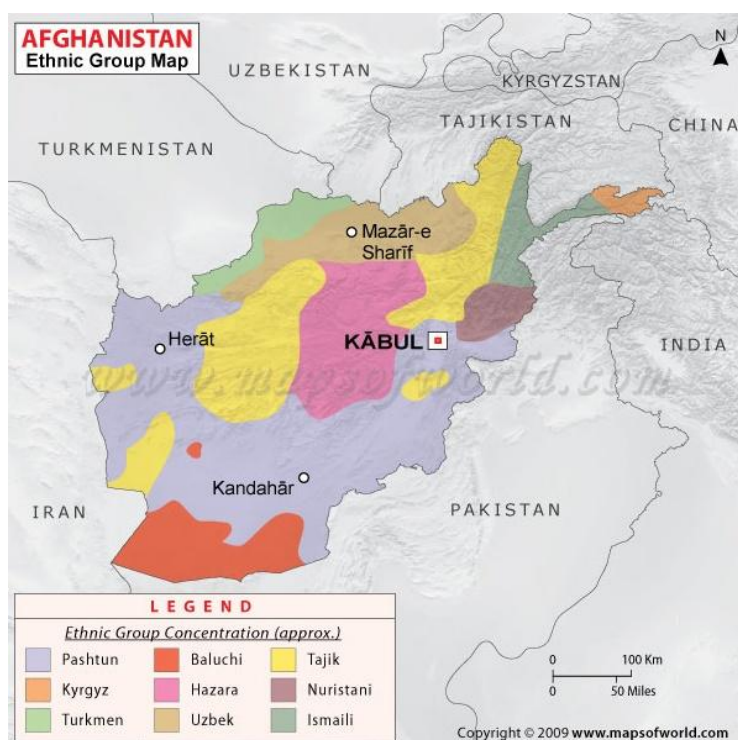 AFGHANISTAN
Ethnic Group Map
N
UZBEKISTAN
KYRGYZSTAN
TAJIKISTAN
CHINA
TURKMENISTAN
Mazār-e
Sharīf
Herāt
KĀBUL
INDIA
www.mapsofworld.com
Kandahār
IRAN
PAKISTAN
LEGEND
Ethnic Group Concentration (approx.)
Pashtun Baluchi Tajik
Kyrgyz Hazara Nuristani
Turkmen Uzbek Ismaili
0 100 Km
0 50 Miles
Copyright © 2009 www.mapsofworld.com